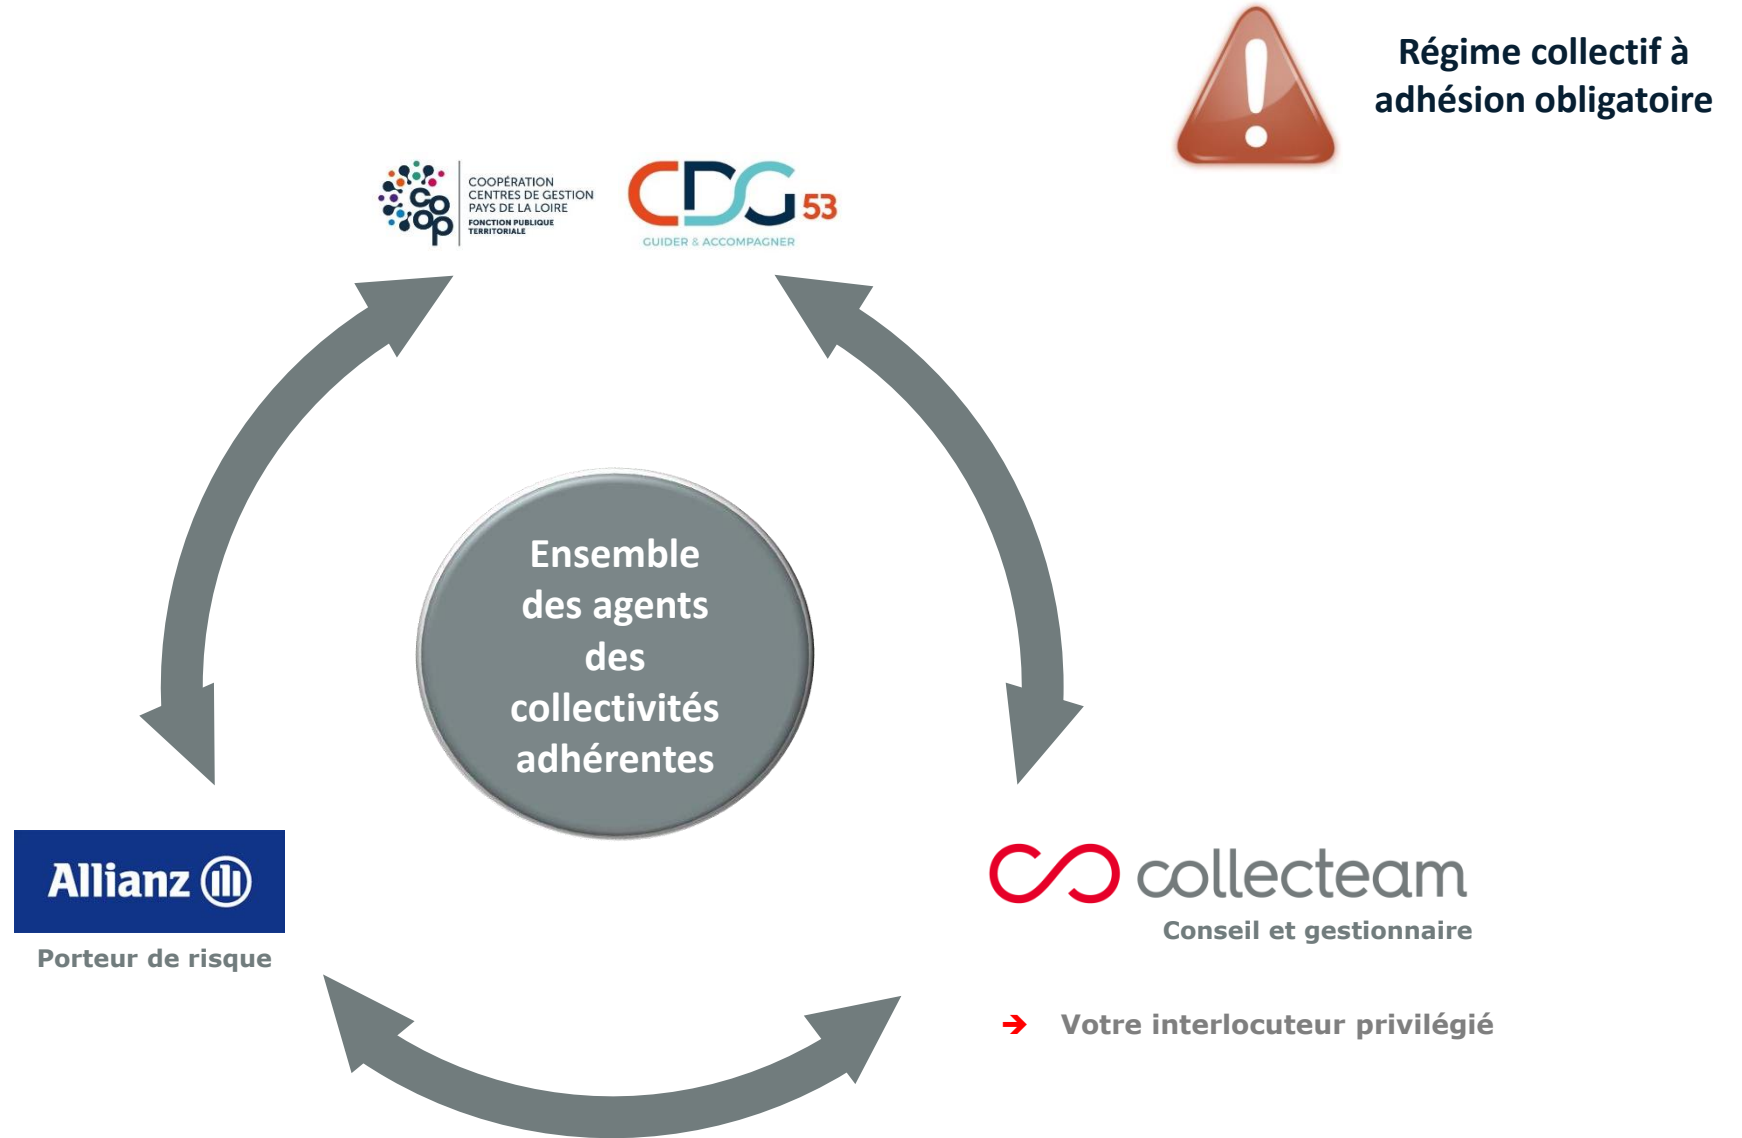 Régime collectif à
adhésion obligatoire
coop
COOPÉRATION
CENTRES DE GESTION
PAYS DE LA LOIRE
FONCTION PUBLIQUE
TERRITORIALE
CDG 53
GUIDER & ACCOMPAGNER
Ensemble
des agents
des
collectivités
adhérentes
Allianz
Porteur de risque
collecteam
Conseil et gestionnaire
➔ Votre interlocuteur privilégié